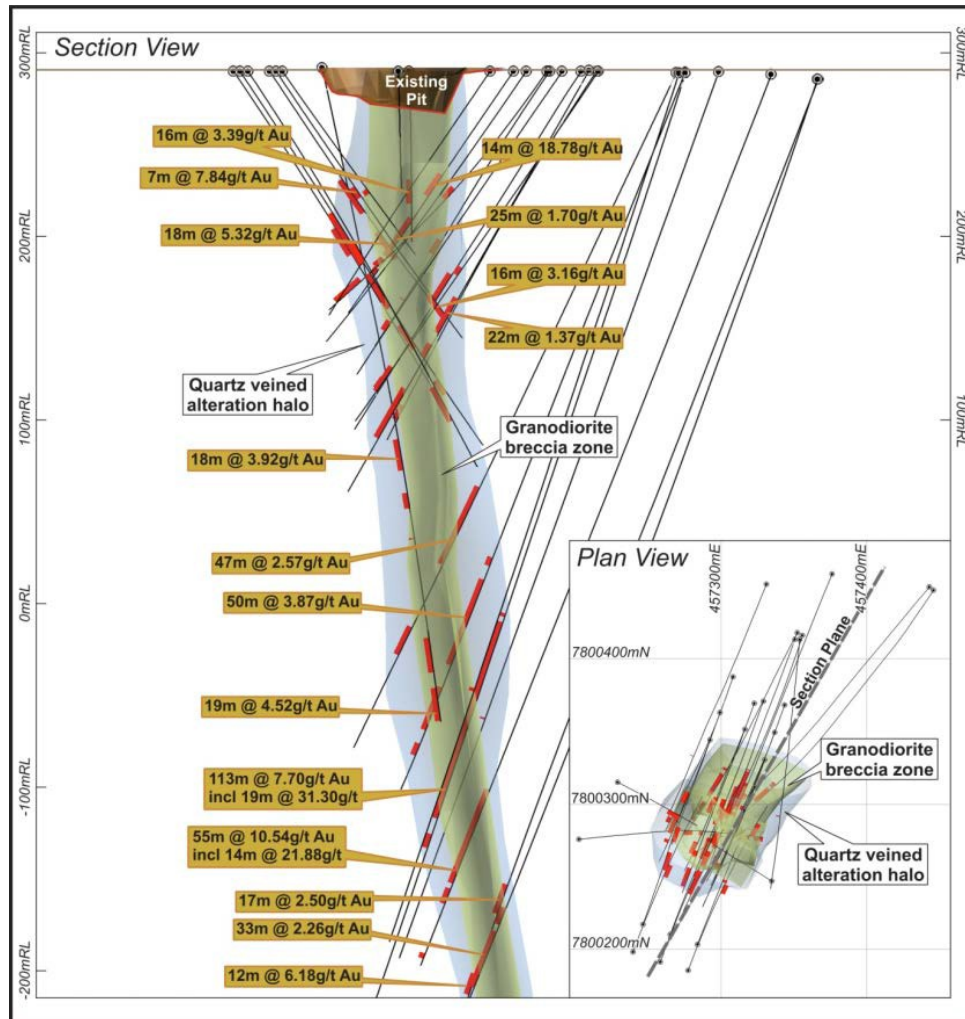 Section View
300mRL
300mRL
Existing
Pit
16m @ 3.39g/t Au
14m @ 18.78g/t Au
7m @ 7.84g/t Au
25m @ 1.70g/t Au
18m @ 5.32g/t Au
200mRL
200mRL
16m @ 3.16g/t Au
22m @ 1.37g/t Au
Quartz veined
alteration halo
100mRL
100mRL
Granodiorite
breccia zone
18m @ 3.92g/t Au
47m @ 2.57g/t Au
50m @ 3.87g/t Au
0mRL
19m @ 4.52g/t Au
113m @ 7.70g/t Au
incl 19m @ 31.30g/t
-100mRL
55m @ 10.54g/t Au
incl 14m @ 21.88g/t
17m @ 2.50g/t Au
33m @ 2.26g/t Au
12m @ 6.18g/t Au
-200mRL
Plan View
457300mE
457400mE
7800400mN
Section Plane
Granodiorite
breccia zone
7800300mN
Quartz veined
alteration halo
7800200mN